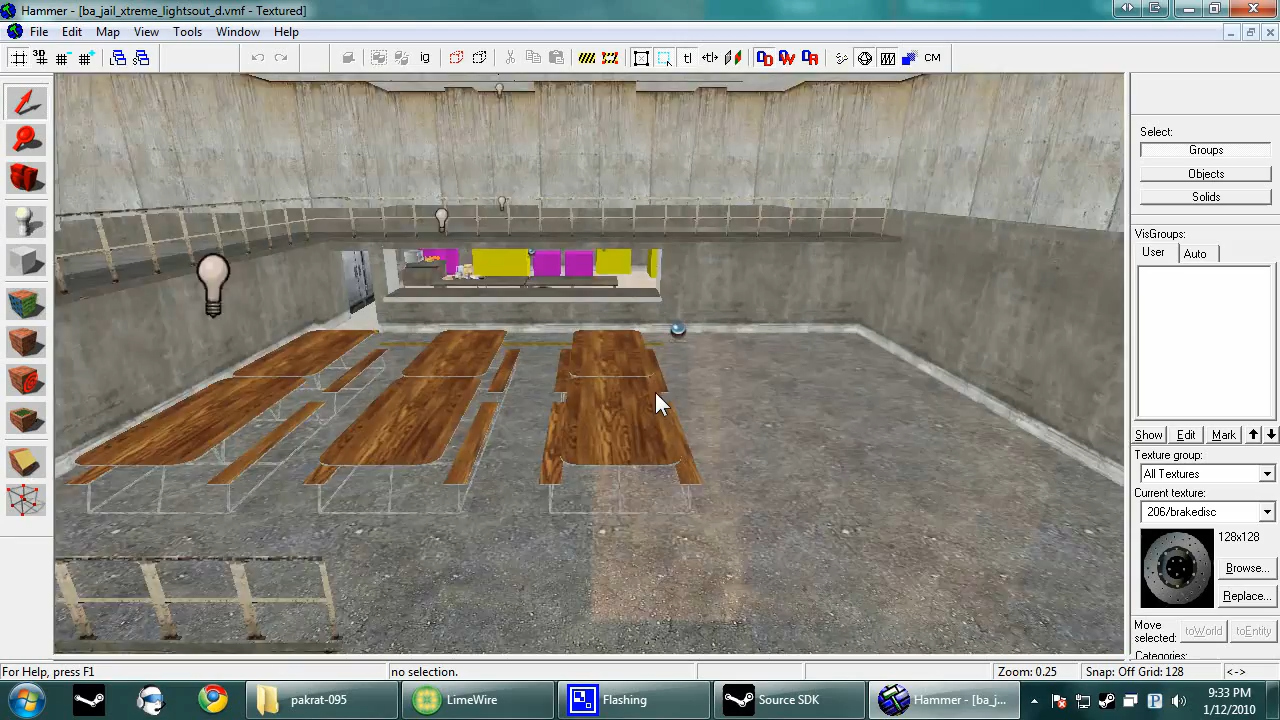 Hammer - [ba_jail_xtreme_lightsout_d.vmf - Textured]
File Edit Map View Tools Window Help
3D ig tl CM
Select:
Groups
Objects
Solids
VisGroups:
User Auto
Show Edit Mark
Texture group:
All Textures
Current texture:
206/brakedisc
128x128
Browse...
Replace...
Move
selected:
toWorld toEntity
Categories:
For Help, press F1 no selection. Zoom: 0.25 Snap: Off Grid: 128 <->
pakrat-095 LimeWire Flashing Source SDK Hammer - [ba_j...
9:33 PM
1/12/2010